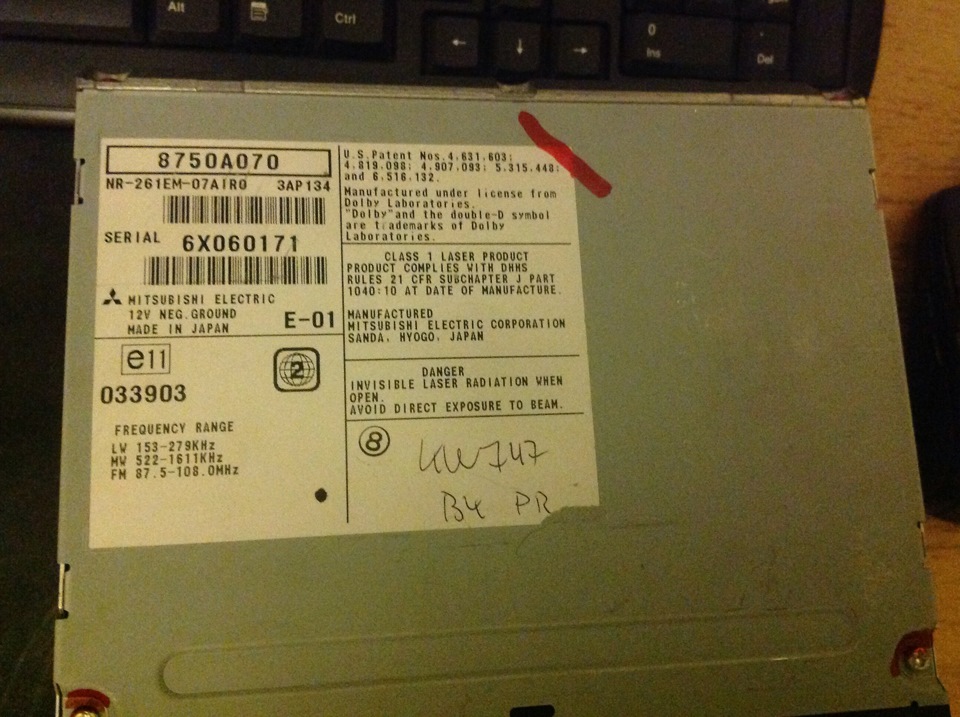 Alt
Ctrl
←
↓
→
0
Ins
.
Del
8750A070
NR-261EM-07AIR0 3AP134
SERIAL 6X060171
MITSUBISHI ELECTRIC
12V NEG.GROUND
MADE IN JAPAN E-01
e11
033903
2
FREQUENCY RANGE
LW 153-279KHz
MW 522-1611KHz
FM 87.5-108.0MHz
U.S.Patent Nos.4,631,603;
4,819,098; 4,907,093; 5,315,448;
and 6,516,132.
Manufactured under license from
Dolby Laboratories.
"Dolby"and the double-D symbol
are trademarks of Dolby
Laboratories.
CLASS 1 LASER PRODUCT
PRODUCT COMPLIES WITH DHHS
RULES 21 CFR SUBCHAPTER J PART
1040:10 AT DATE OF MANUFACTURE.
MANUFACTURED
MITSUBISHI ELECTRIC CORPORATION
SANDA, HYOGO, JAPAN
DANGER
INVISIBLE LASER RADIATION WHEN
OPEN.
AVOID DIRECT EXPOSURE TO BEAM.
8
B4 PR